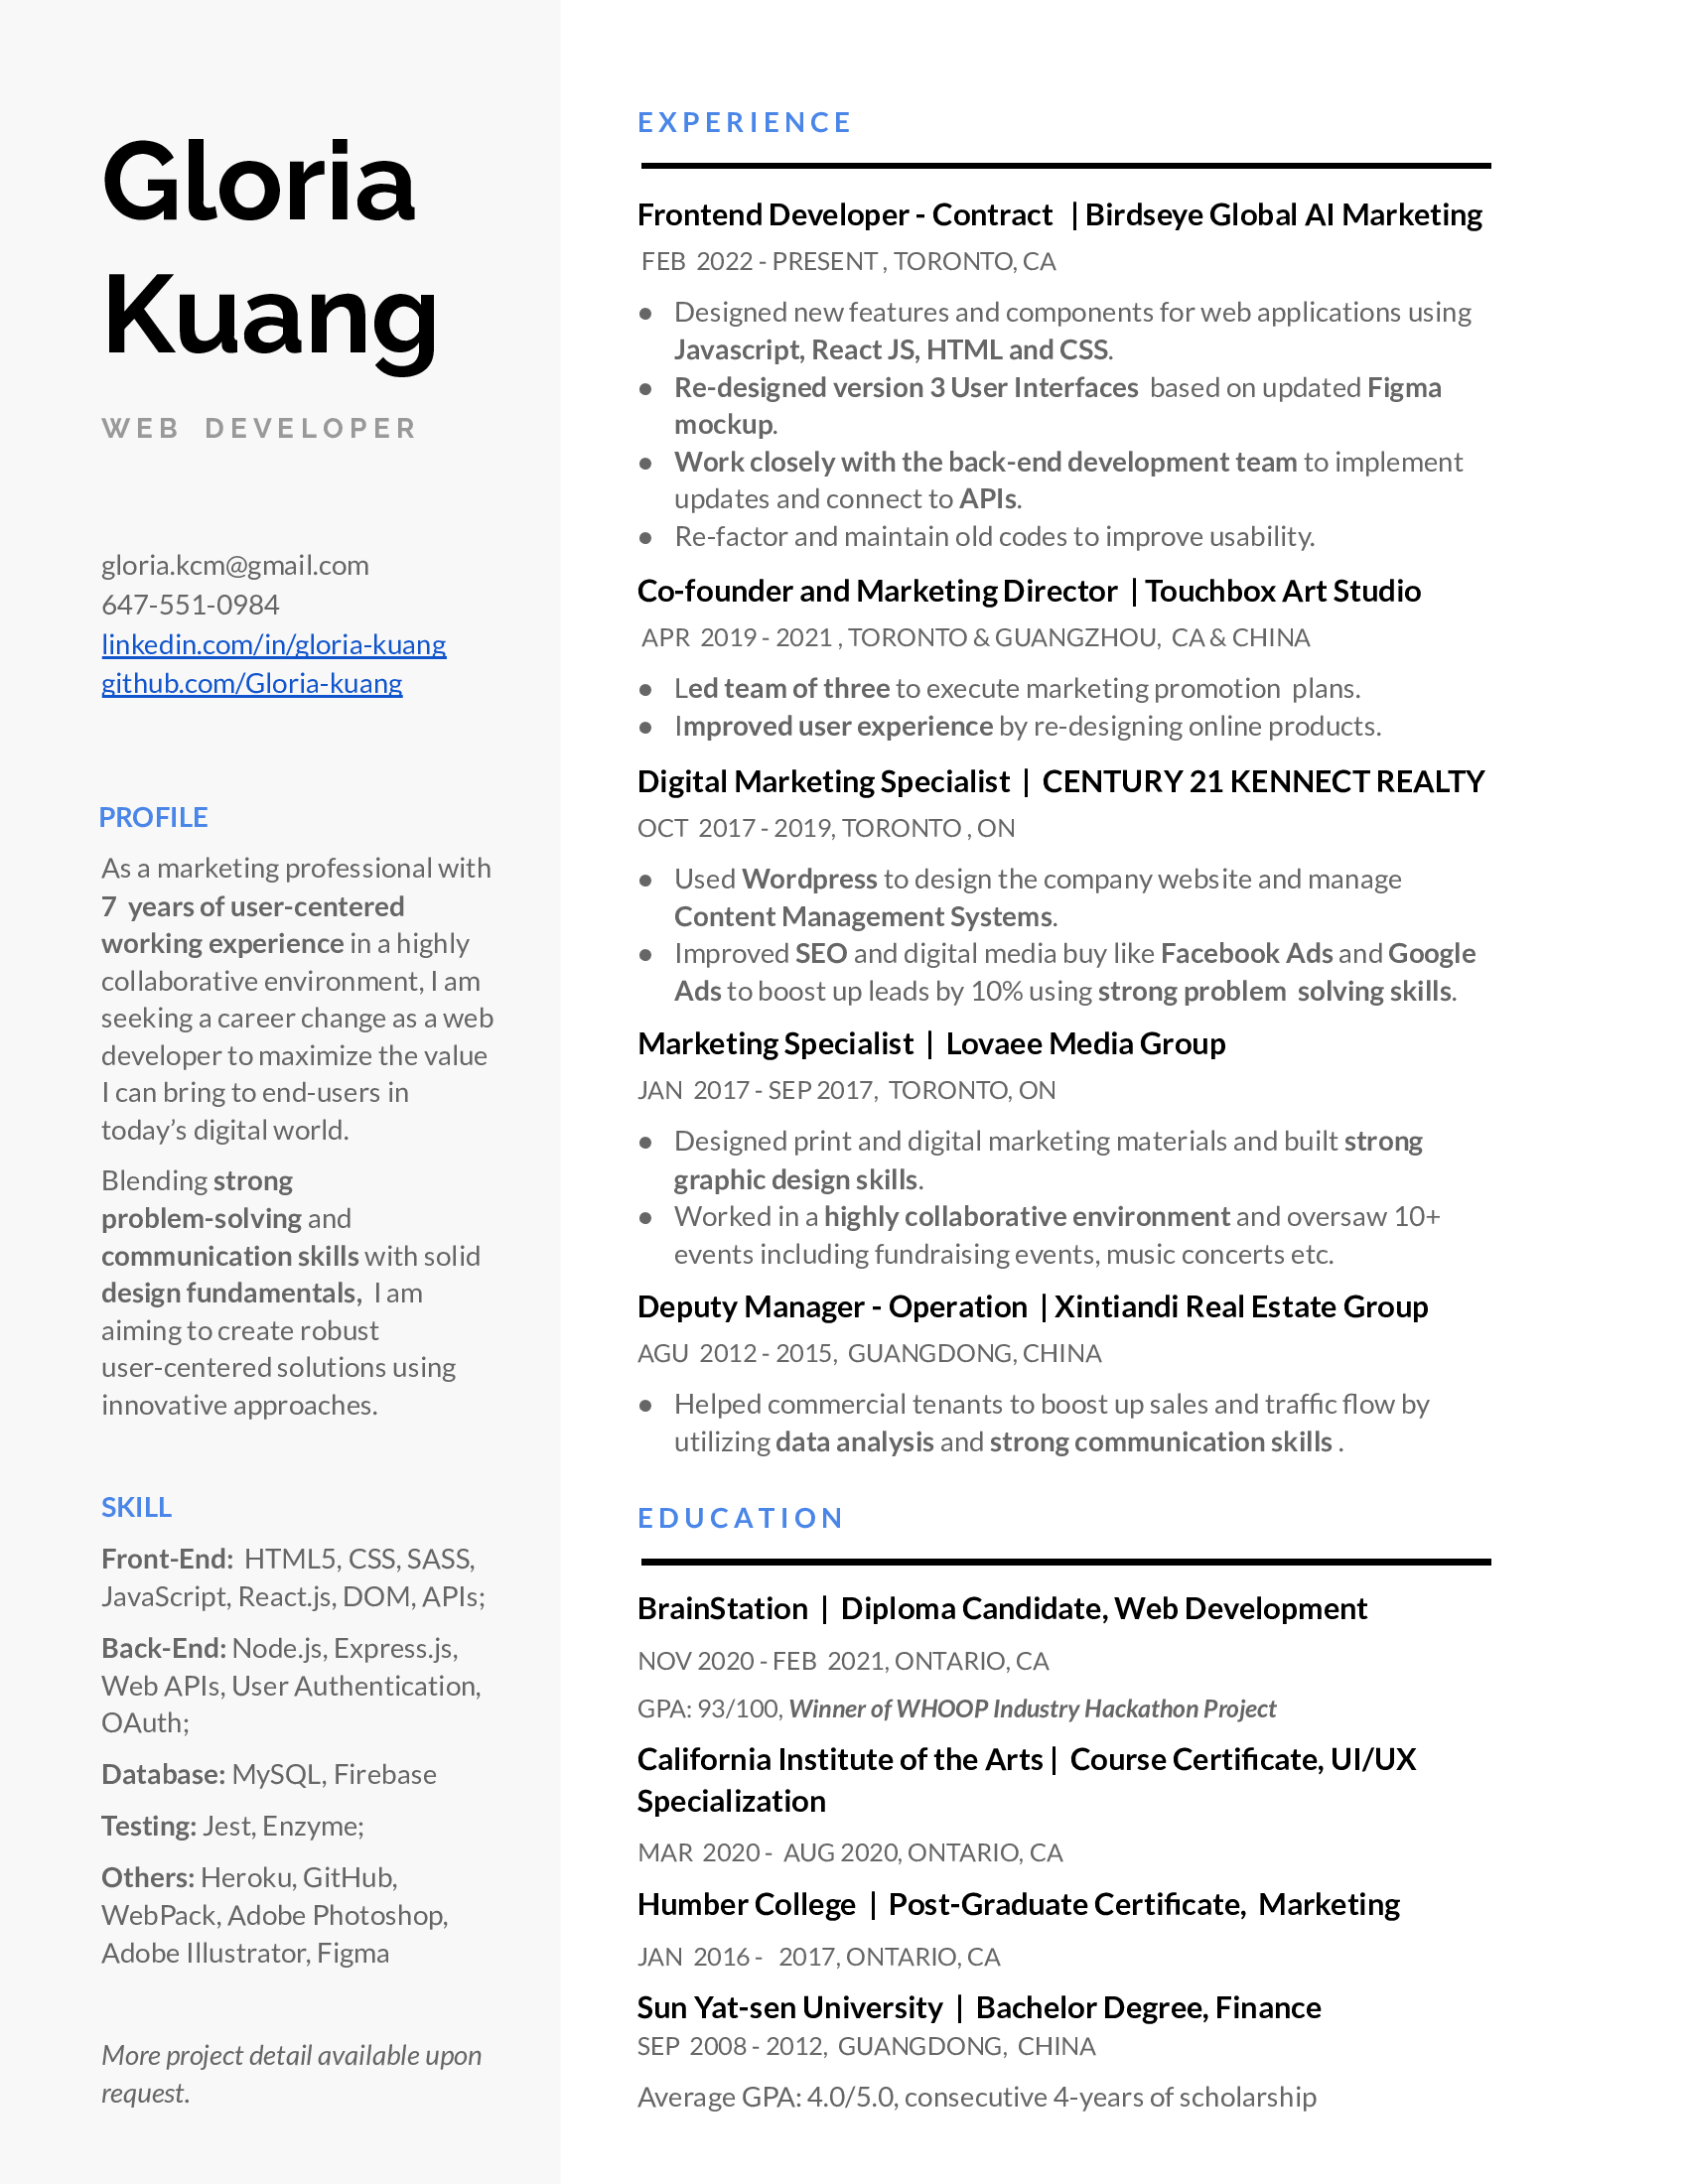 Gloria
Kuang
WEB DEVELOPER
gloria.kcm@gmail.com
647-551-0984
linkedin.com/in/gloria-kuang
github.com/Gloria-kuang
PROFILE
As a marketing professional with
7 years of user-centered
working experience in a highly
collaborative environment, I am
seeking a career change as a web
developer to maximize the value
I can bring to end-users in
today’s digital world.
Blending strong
problem-solving and
communication skills with solid
design fundamentals, I am
aiming to create robust
user-centered solutions using
innovative approaches.
SKILL
Front-End: HTML5, CSS, SASS,
JavaScript, React.js, DOM, APIs;
Back-End: Node.js, Express.js,
Web APIs, User Authentication,
OAuth;
Database: MySQL, Firebase
Testing: Jest, Enzyme;
Others: Heroku, GitHub,
WebPack, Adobe Photoshop,
Adobe Illustrator, Figma
More project detail available upon
request.
EXPERIENCE
Frontend Developer - Contract | Birdseye Global AI Marketing
FEB 2022 - PRESENT , TORONTO, CA
● Designed new features and components for web applications using
Javascript, React JS, HTML and CSS.
● Re-designed version 3 User Interfaces based on updated Figma
mockup.
● Work closely with the back-end development team to implement
updates and connect to APIs.
● Re-factor and maintain old codes to improve usability.
Co-founder and Marketing Director | Touchbox Art Studio
APR 2019 - 2021 , TORONTO & GUANGZHOU, CA & CHINA
● Led team of three to execute marketing promotion plans.
● Improved user experience by re-designing online products.
Digital Marketing Specialist | CENTURY 21 KENNECT REALTY
OCT 2017 - 2019, TORONTO , ON
● Used Wordpress to design the company website and manage
Content Management Systems.
● Improved SEO and digital media buy like Facebook Ads and Google
Ads to boost up leads by 10% using strong problem solving skills.
Marketing Specialist | Lovaee Media Group
JAN 2017 - SEP 2017, TORONTO, ON
● Designed print and digital marketing materials and built strong
graphic design skills.
● Worked in a highly collaborative environment and oversaw 10+
events including fundraising events, music concerts etc.
Deputy Manager - Operation | Xintiandi Real Estate Group
AGU 2012 - 2015, GUANGDONG, CHINA
● Helped commercial tenants to boost up sales and traffic flow by
utilizing data analysis and strong communication skills .
EDUCATION
BrainStation | Diploma Candidate, Web Development
NOV 2020 - FEB 2021, ONTARIO, CA
GPA: 93/100, Winner of WHOOP Industry Hackathon Project
California Institute of the Arts | Course Certificate, UI/UX
Specialization
MAR 2020 - AUG 2020, ONTARIO, CA
Humber College | Post-Graduate Certificate, Marketing
JAN 2016 - 2017, ONTARIO, CA
Sun Yat-sen University | Bachelor Degree, Finance
SEP 2008 - 2012, GUANGDONG, CHINA
Average GPA: 4.0/5.0, consecutive 4-years of scholarship